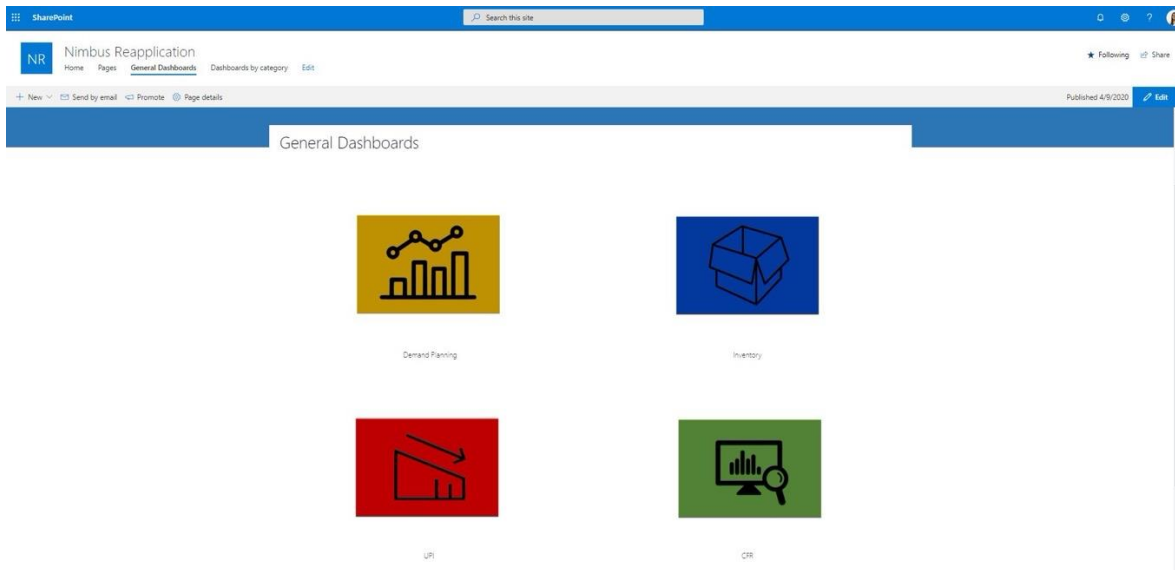 SharePoint
Search this site
?
NR
Nimbus Reapplication
Home Pages General Dashboards Dashboards by category Edit
Following Share
+ New Send by email Promote Page details
Published 4/9/2020 Edit
General Dashboards
Demand Planning Inventory
UPI CFR